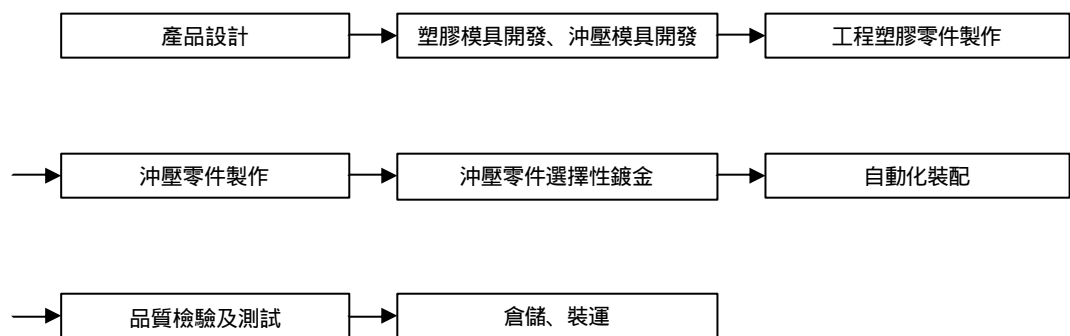 產品設計
塑膠模具開發、沖壓模具開發
工程塑膠零件製作
沖壓零件製作
沖壓零件選擇性鍍金
自動化裝配
品質檢驗及測試
倉儲、裝運